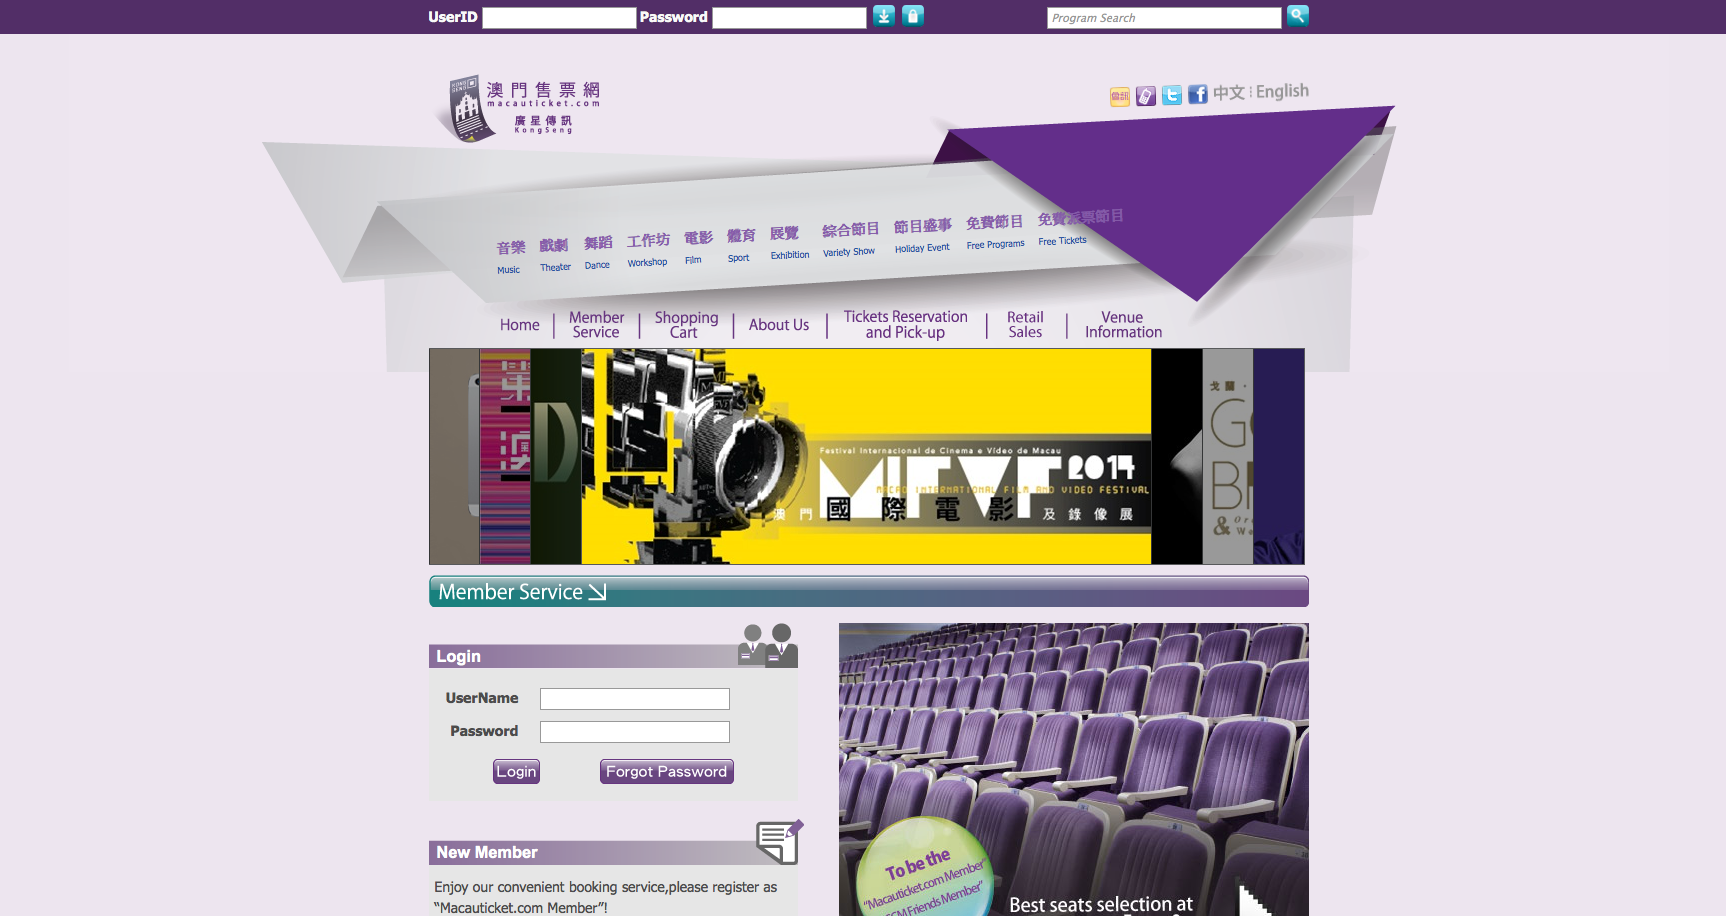 UserID
Password
Program Search
澳門售票網
macauticket.com
廣星傳訊
KongSeng
中文
English
音樂 戲劇 舞蹈 工作坊 電影 體育 展覽 綜合節目 節目盛事 免費節目 免費派票節目
Music Theater Dance Workshop Film Sport Exhibition Variety Show Holiday Event Free Programs Free Tickets
Home
Member
Service
Shopping
Cart
About Us
Tickets Reservation
and Pick-up
Retail
Sales
Venue
Information
D
Festival Internacional de Cinema e Vídeo de Macau
MIFVF 2014
MACAO INTERNATIONAL FILM AND VIDEO FESTIVAL
澳門國際電影及錄像展
Member Service
Login
UserName
Password
Login
Forgot Password
New Member
Enjoy our convenient booking service,please register as
“Macauticket.com Member”!
To be the
“Macauticket.com Member”
Friends Member”
Best seats selection at